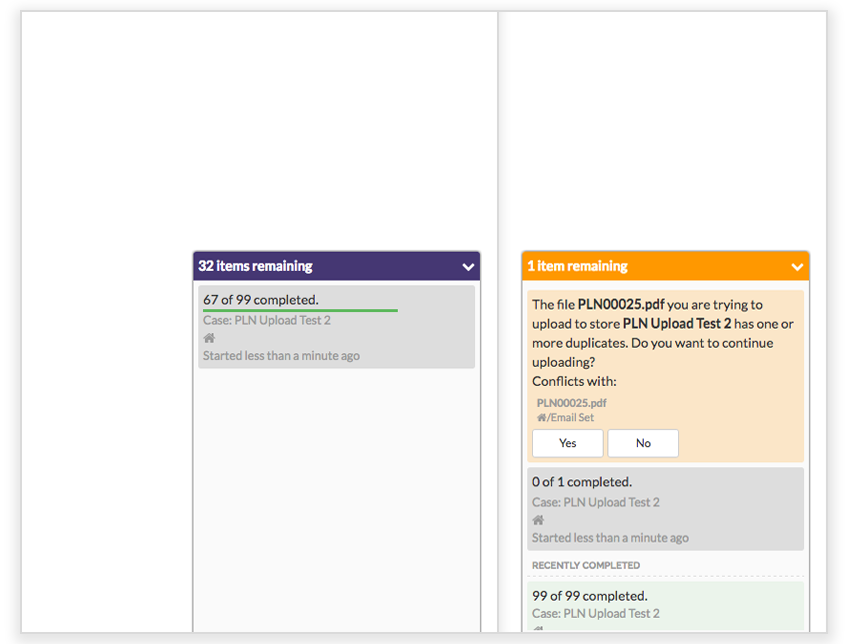 32 items remaining
67 of 99 completed.
Case: PLN Upload Test 2
Started less than a minute ago
1 item remaining
The file PLN00025.pdf you are trying to
upload to store PLN Upload Test 2 has one or
more duplicates. Do you want to continue
uploading?
Conflicts with:
PLN00025.pdf
/Email Set
Yes
No
0 of 1 completed.
Case: PLN Upload Test 2
Started less than a minute ago
RECENTLY COMPLETED
99 of 99 completed.
Case: PLN Upload Test 2